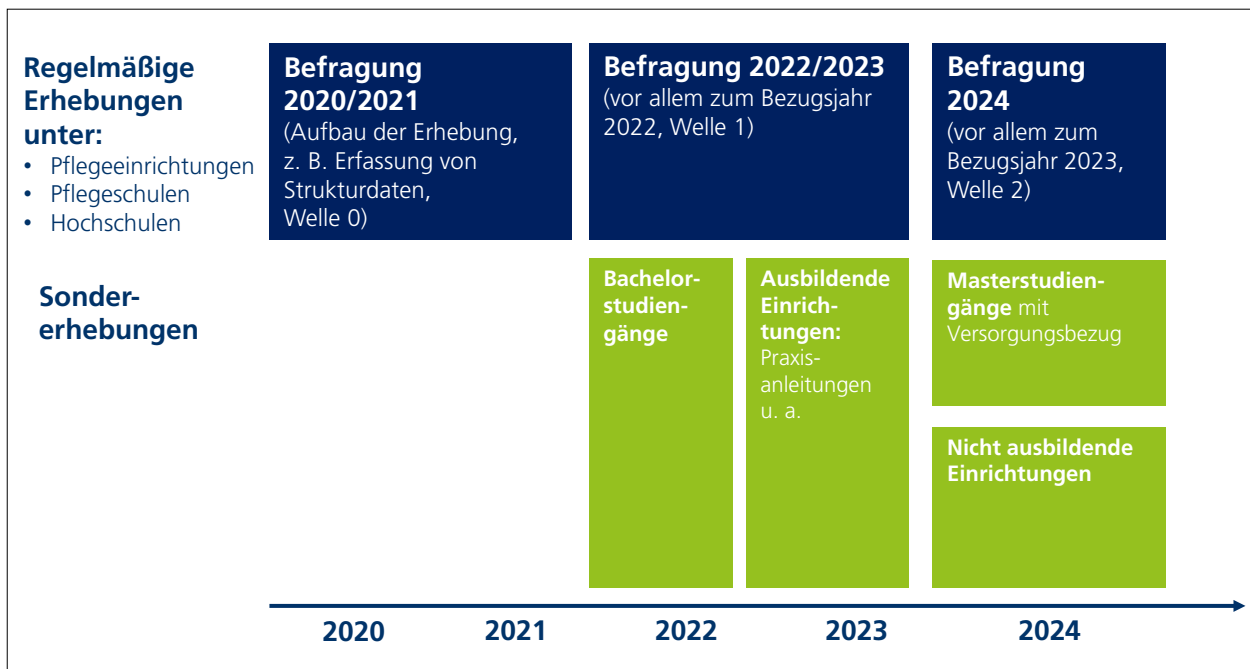 Regelmäßige
Erhebungen
unter:
• Pflegeeinrichtungen
• Pflegeschulen
• Hochschulen
Befragung
2020/2021
(Aufbau der Erhebung,
z. B. Erfassung von
Strukturdaten,
Welle 0)
Befragung 2022/2023
(vor allem zum Bezugsjahr
2022, Welle 1)
Befragung
2024
(vor allem zum
Bezugsjahr 2023,
Welle 2)
Sonder-
erhebungen
Bachelor-
studien-
gänge
Ausbildende
Einrich-
tungen:
Praxis-
anleitungen
u. a.
Masterstudien-
gänge mit
Versorgungsbezug
Nicht ausbildende
Einrichtungen
2020
2021
2022
2023
2024